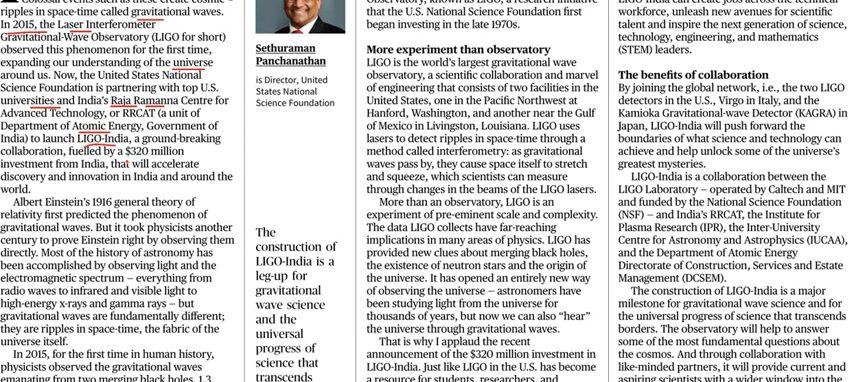 Colossal events such as these create cosmic
ripples in space-time called gravitational waves.
In 2015, the Laser Interferometer
Gravitational-Wave Observatory (LIGO for short)
observed this phenomenon for the first time,
expanding our understanding of the universe
around us. Now, the United States National
Science Foundation is partnering with top U.S.
universities and India's Raja Ramanna Centre for
Advanced Technology, or RRCAT (a unit of
Department of Atomic Energy, Government of
India) to launch LIGO-India, a ground-breaking
collaboration, fuelled by a $320 million
investment from India, that will accelerate
discovery and innovation in India and around the
world.
Albert Einstein's 1916 general theory of
relativity first predicted the phenomenon of
gravitational waves. But it took physicists another
century to prove Einstein right by observing them
directly. Most of the history of astronomy has
been accomplished by observing light and the
electromagnetic spectrum – everything from
radio waves to infrared and visible light to
high-energy x-rays and gamma rays – but
gravitational waves are fundamentally different;
they are ripples in space-time, the fabric of the
universe itself.
In 2015, for the first time in human history,
physicists observed the gravitational waves
emanating from two merging black holes, 1.3
Sethuraman
Panchanathan
is Director, United
States National
Science Foundation
The
construction of
LIGO-India is a
leg-up for
gravitational
wave science
and the
universal
progress of
science that
transcends
Observatory, known as LIGO, a research initiative
that the U.S. National Science Foundation first
began investing in the late 1970s.
More experiment than observatory
LIGO is the world's largest gravitational wave
observatory, a scientific collaboration and marvel
of engineering that consists of two facilities in the
United States, one in the Pacific Northwest at
Hanford, Washington, and another near the Gulf
of Mexico in Livingston, Louisiana. LIGO uses
lasers to detect ripples in space-time through a
method called interferometry: as gravitational
waves pass by, they cause space itself to stretch
and squeeze, which scientists can measure
through changes in the beams of the LIGO lasers.
More than an observatory, LIGO is an
experiment of pre-eminent scale and complexity.
The data LIGO collects have far-reaching
implications in many areas of physics. LIGO has
provided new clues about merging black holes,
the existence of neutron stars and the origin of
the universe. It has opened an entirely new way
of observing the universe – astronomers have
been studying light from the universe for
thousands of years, but now we can also "hear"
the universe through gravitational waves.
That is why I applaud the recent
announcement of the $320 million investment in
LIGO-India. Just like LIGO in the U.S. has become
a resource for students, researchers, and
LIGO-India can create jobs across the technical
workforce, unleash new avenues for scientific
talent and inspire the next generation of science,
technology, engineering, and mathematics
(STEM) leaders.
The benefits of collaboration
By joining the global network, i.e., the two LIGO
detectors in the U.S., Virgo in Italy, and the
Kamioka Gravitational-wave Detector (KAGRA) in
Japan, LIGO-India will push forward the
boundaries of what science and technology can
achieve and help unlock some of the universe's
greatest mysteries.
LIGO-India is a collaboration between the
LIGO Laboratory – operated by Caltech and MIT
and funded by the National Science Foundation
(NSF) – and India's RRCAT, the Institute for
Plasma Research (IPR), the Inter-University
Centre for Astronomy and Astrophysics (IUCAA),
and the Department of Atomic Energy
Directorate of Construction, Services and Estate
Management (DCSEM).
The construction of LIGO-India is a major
milestone for gravitational wave science and for
the universal progress of science that transcends
borders. The observatory will help to answer
some of the most fundamental questions about
the cosmos. And through collaboration with
like-minded partners, it will provide current and
aspiring scientists with a wider window into the